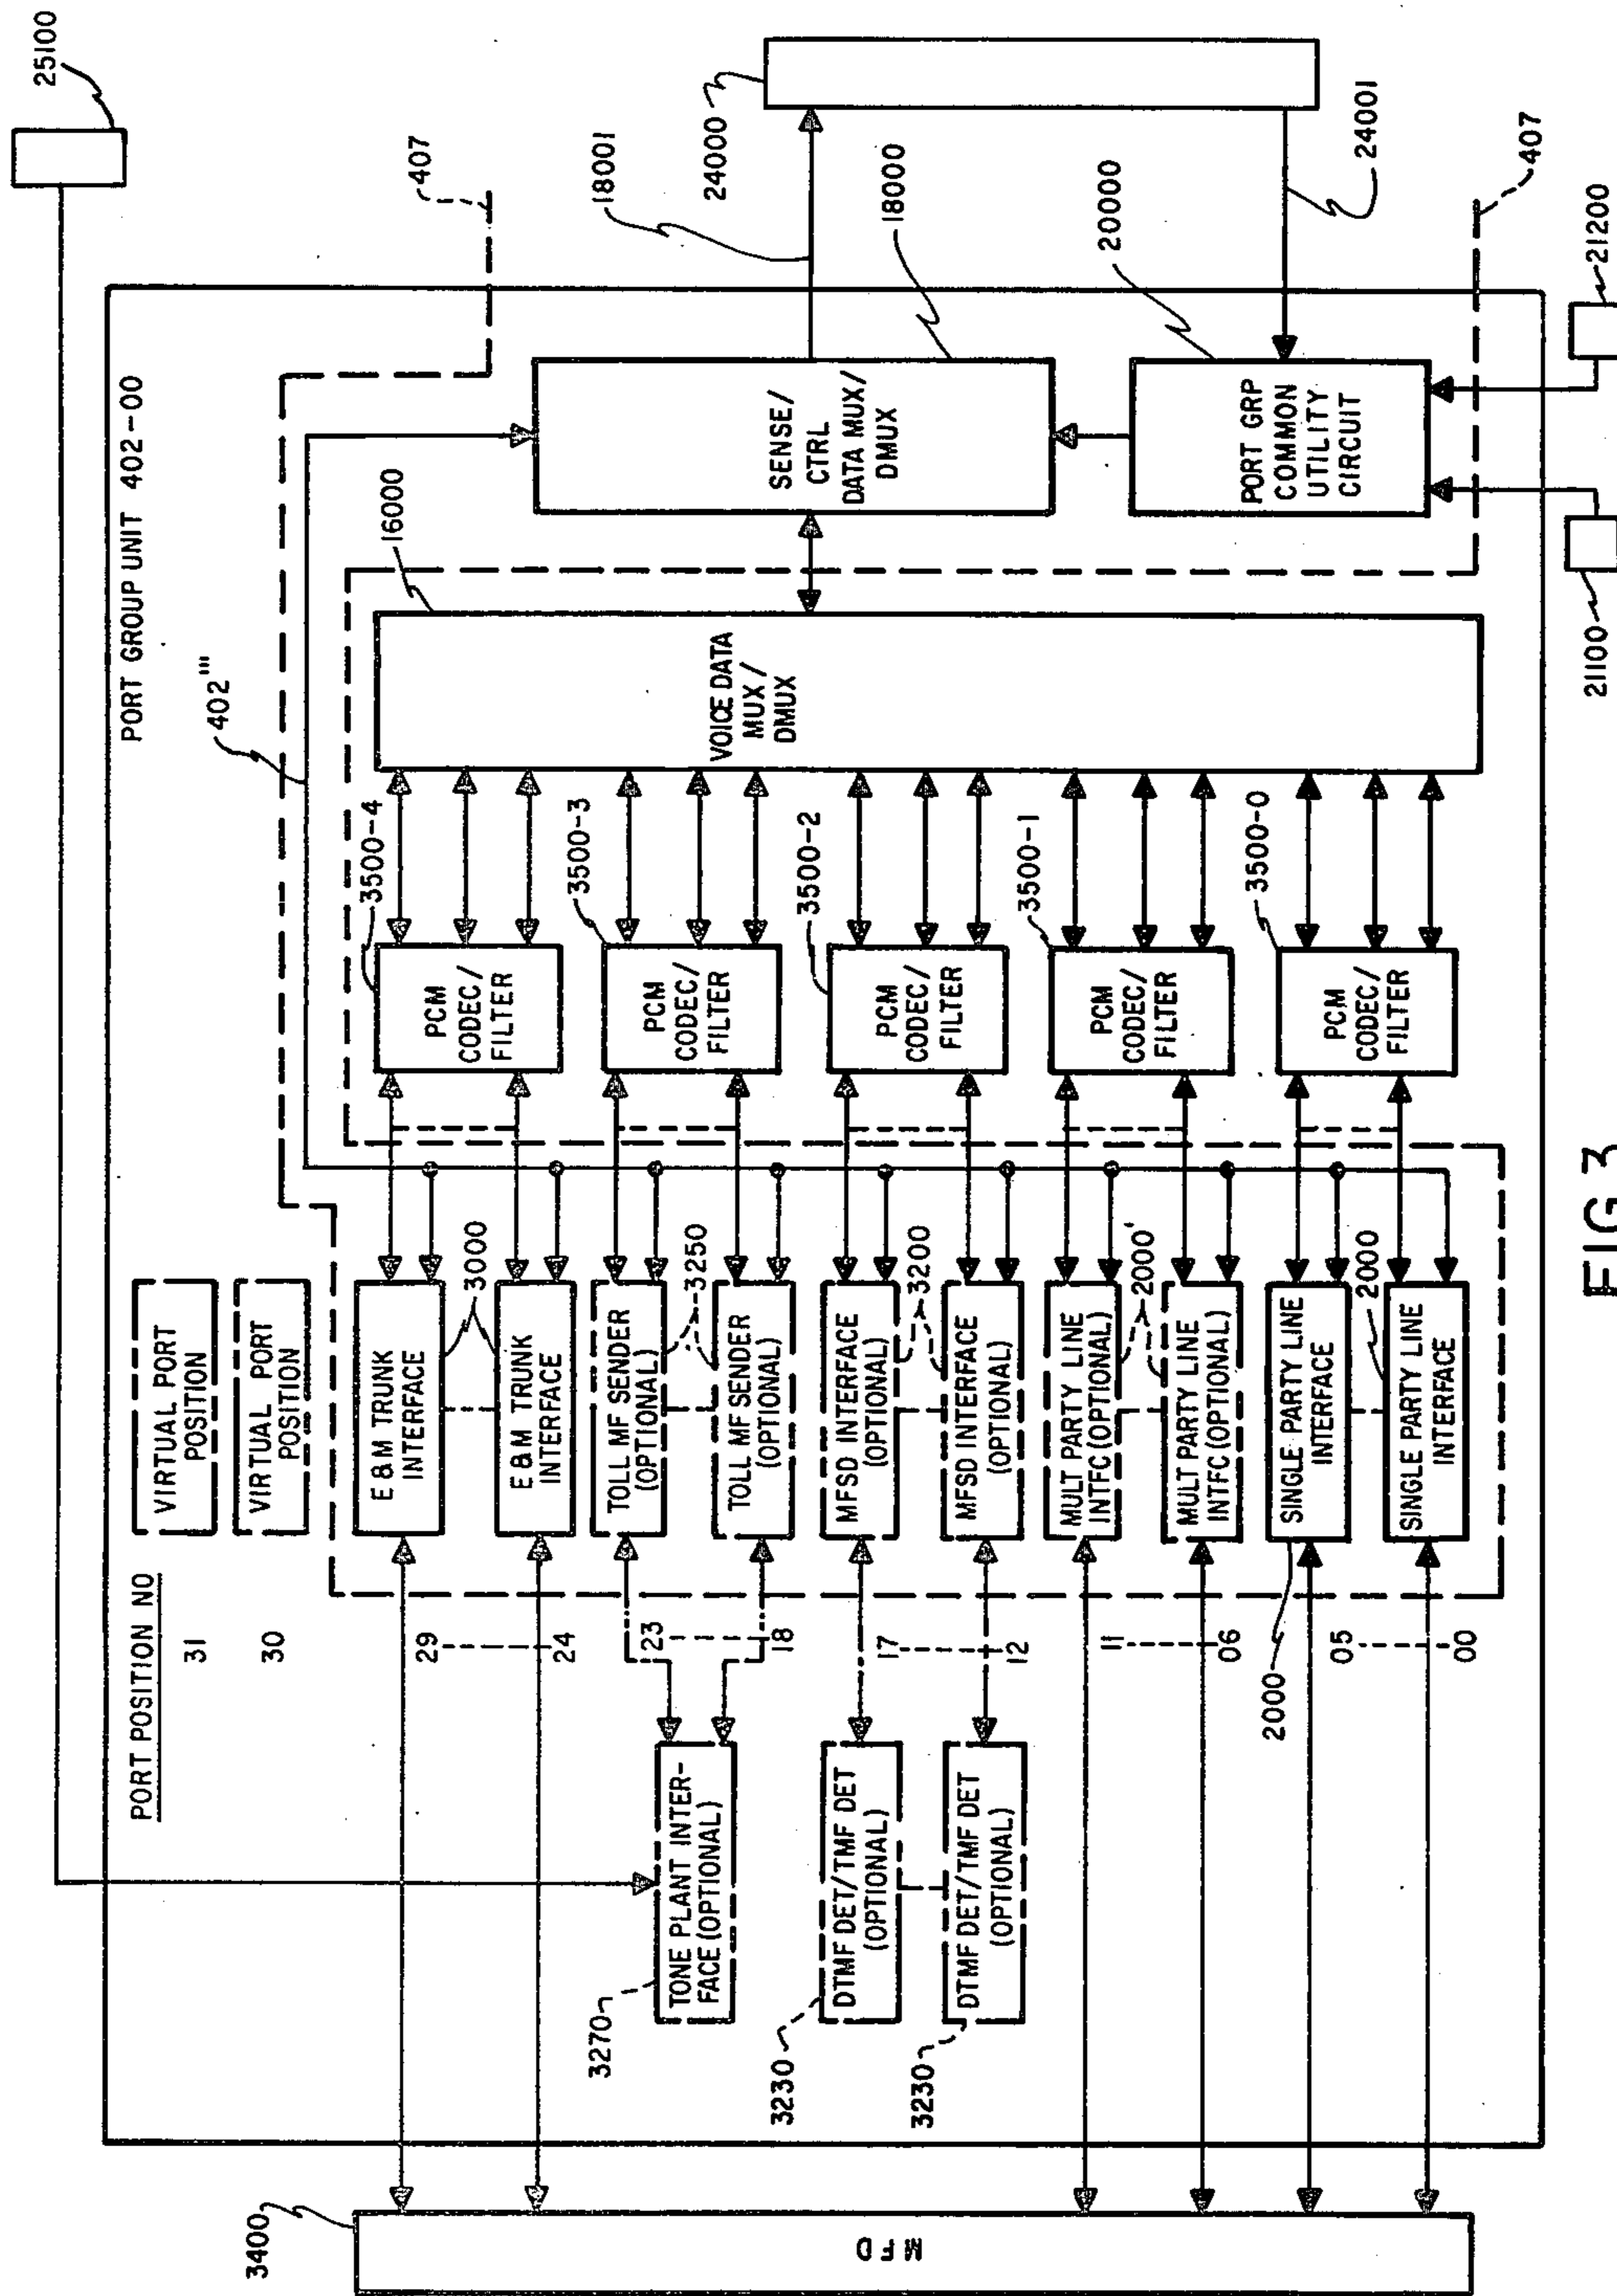 25100
PORT GROUP UNIT 402-00
407
402'''
18001
24000
16000
18000
20000
24001
407
21200
21100
PORT POSITION NO
31
30
29
24
23
18
17
12
11
06
05
00
VIRTUAL PORT
POSITION
VIRTUAL PORT
POSITION
E & M TRUNK
INTERFACE
3000
E & M TRUNK
INTERFACE
TOLL MF SENDER
(OPTIONAL)
3250
TOLL MF SENDER
(OPTIONAL)
MFSD INTERFACE
(OPTIONAL)
3200
MFSD INTERFACE
(OPTIONAL)
MULT PARTY LINE
INTFC (OPTIONAL)
2000'
MULT PARTY LINE
INTFC (OPTIONAL)
SINGLE PARTY LINE
INTERFACE
2000
2000
SINGLE PARTY LINE
INTERFACE
TONE PLANT INTER-
FACE (OPTIONAL)
3270
DTMF DET/TMF DET
(OPTIONAL)
3230
DTMF DET/TMF DET
(OPTIONAL)
3230
3400
MFD
PCM
CODEC/
FILTER
3500-4
PCM
CODEC/
FILTER
3500-3
PCM
CODEC/
FILTER
3500-2
PCM
CODEC/
FILTER
3500-1
PCM
CODEC/
FILTER
3500-0
VOICE DATA
MUX/
DMUX
SENSE/
CTRL
DATA MUX/
DMUX
PORT GRP
COMMON
UTILITY
CIRCUIT
FIG 3